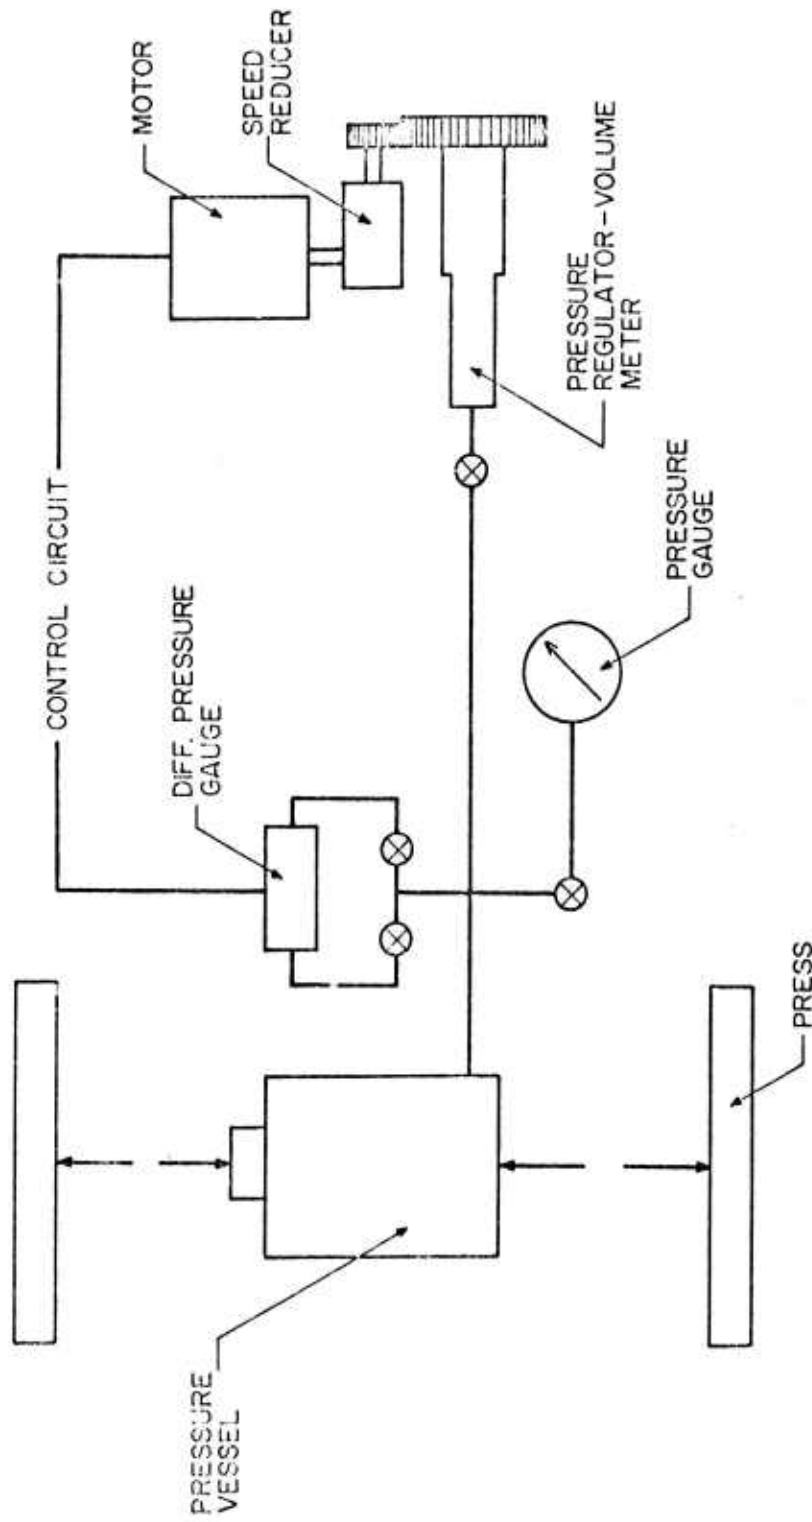 MOTOR
SPEED
REDUCER
CONTROL CIRCUIT
DIFF. PRESSURE
GAUGE
PRESSURE
REGULATOR-VOLUME
METER
PRESSURE
GAUGE
PRESSURE
VESSEL
PRESS